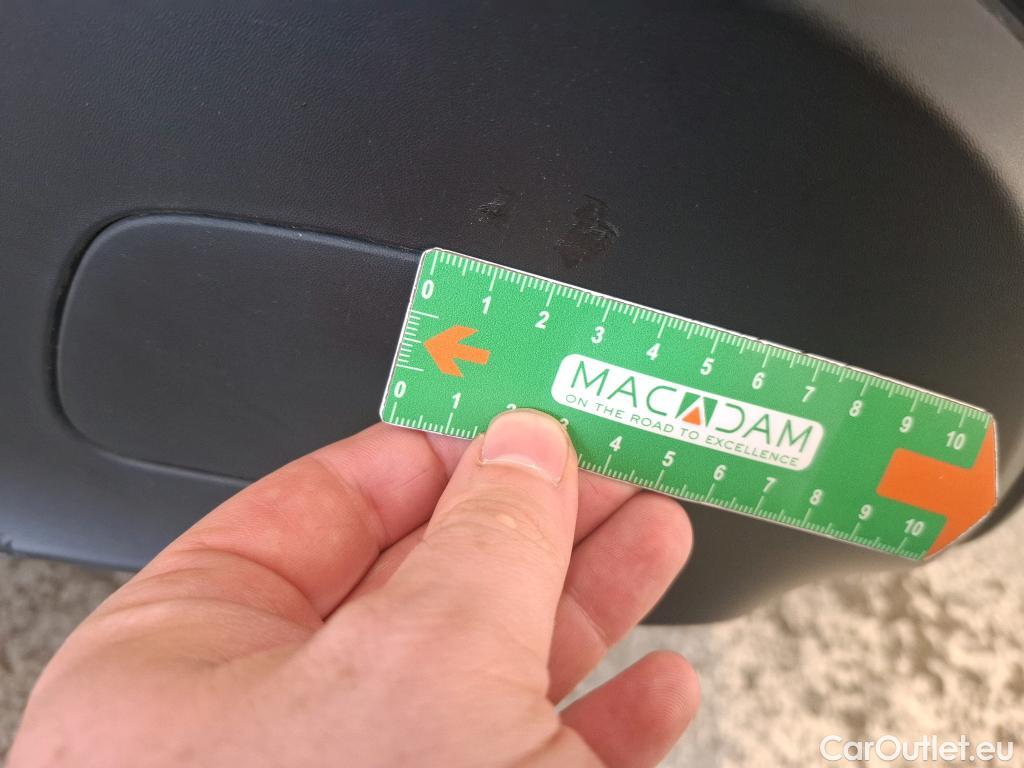 0 1 2 3 4 5 6 7 8 9 10
MACADAM
ON THE ROAD TO EXCELLENCE
0 1 2 3 4 5 6 7 8 9 10
CarOutlet.eu